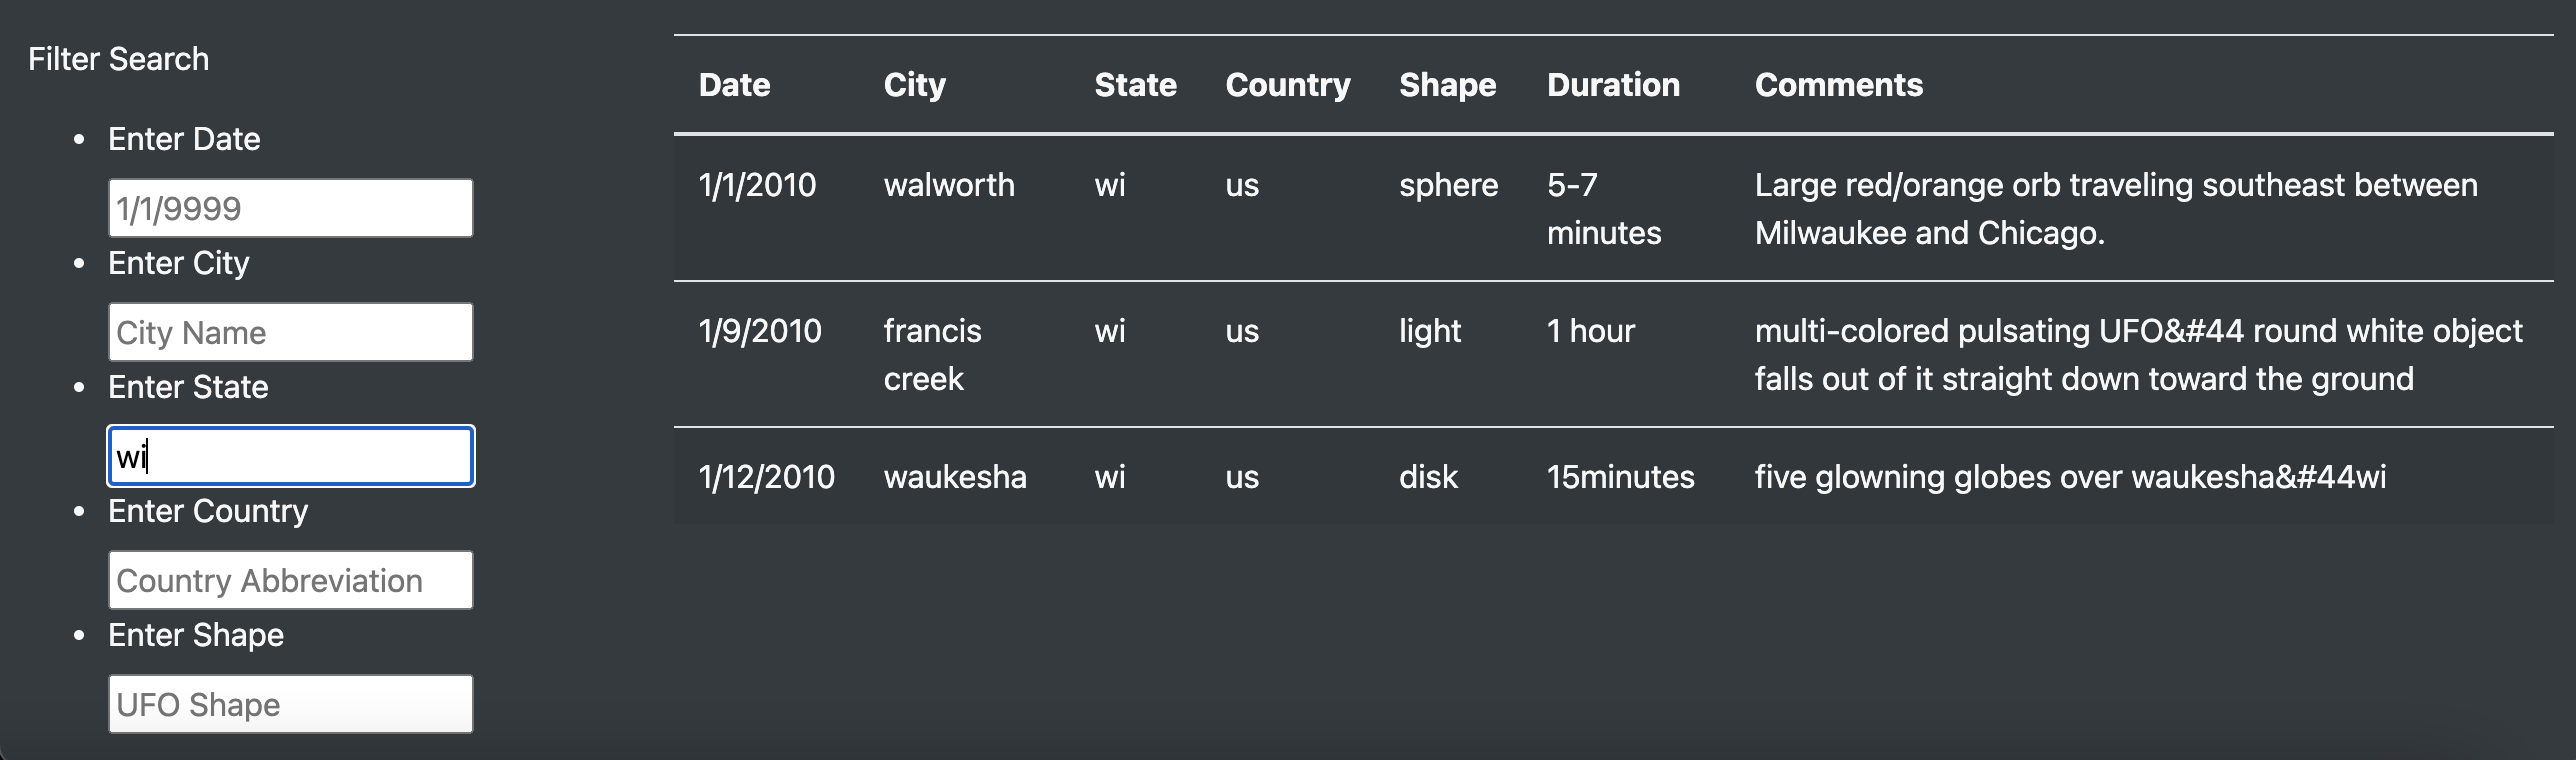 Filter Search
Enter Date
1/1/9999
Enter City
City Name
Enter State
wi
Enter Country
Country Abbreviation
Enter Shape
UFO Shape
Date City State Country Shape Duration Comments
1/1/2010 walworth wi us sphere 5-7 Large red/orange orb traveling southeast between
minutes Milwaukee and Chicago.
1/9/2010 francis wi us light 1 hour multi-colored pulsating UFO&#44 round white object
creek falls out of it straight down toward the ground
1/12/2010 waukesha wi us disk 15minutes five glowning globes over waukesha&#44wi